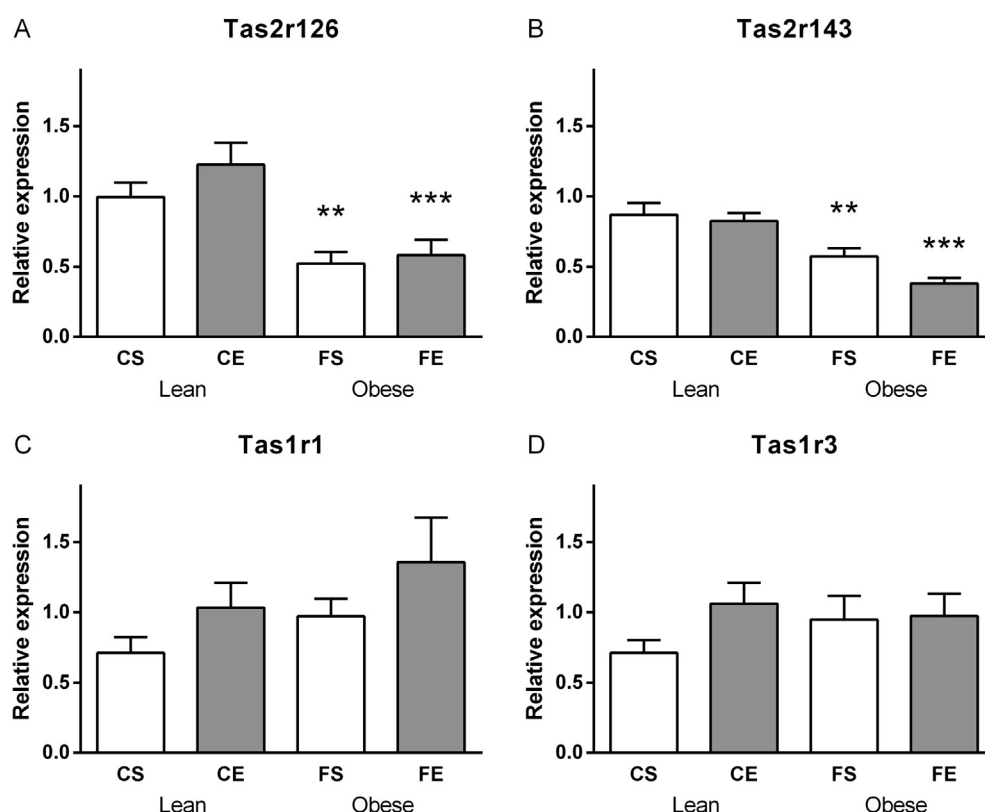 A
Tas2r126
Relative expression
1.5
1.0
0.5
0.0
**
***
CS CE FS FE
Lean Obese
B
Tas2r143
Relative expression
1.5
1.0
0.5
0.0
**
***
CS CE FS FE
Lean Obese
C
Tas1r1
Relative expression
1.5
1.0
0.5
0.0
CS CE FS FE
Lean Obese
D
Tas1r3
Relative expression
1.5
1.0
0.5
0.0
CS CE FS FE
Lean Obese